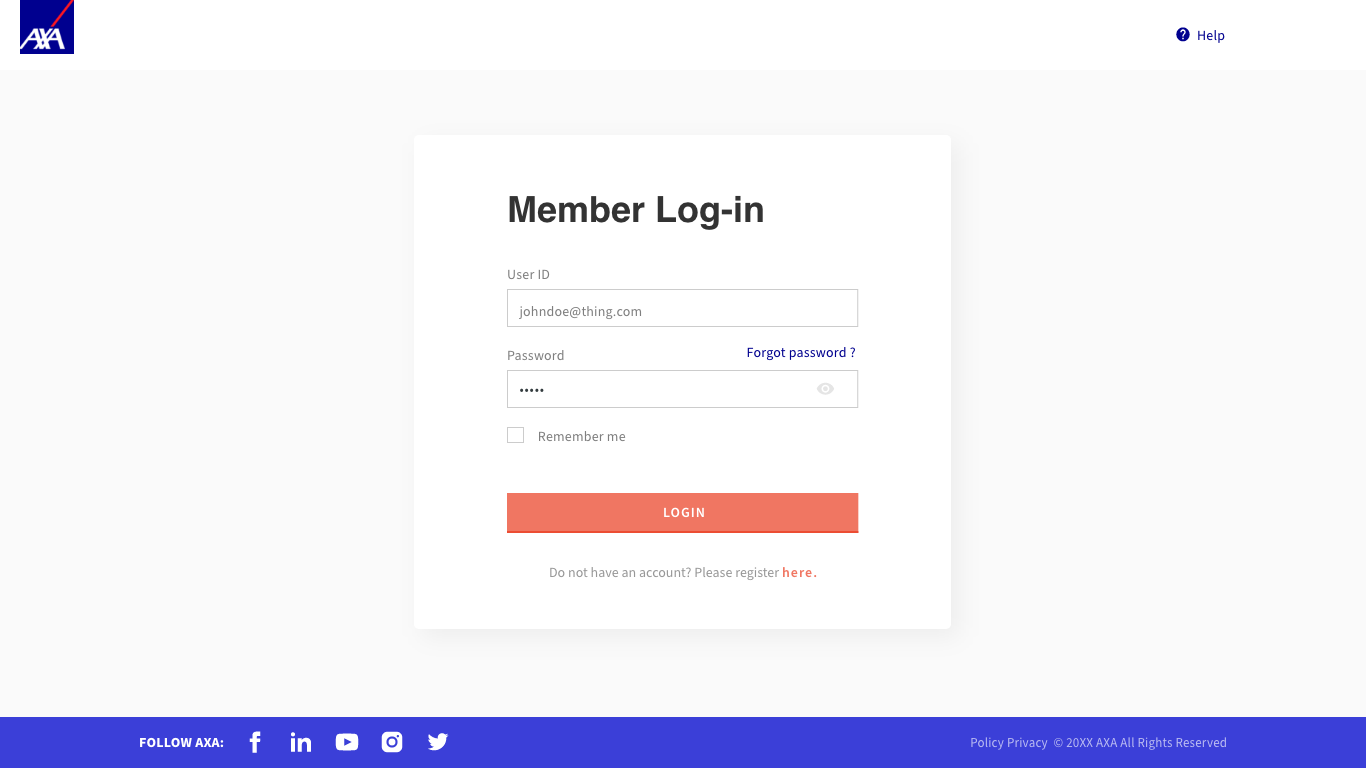 AXA
Help
Member Log-in
User ID
johndoe@thing.com
Password
Forgot password ?
•••••
Remember me
LOGIN
Do not have an account? Please register here.
FOLLOW AXA:
Policy Privacy © 20XX AXA All Rights Reserved